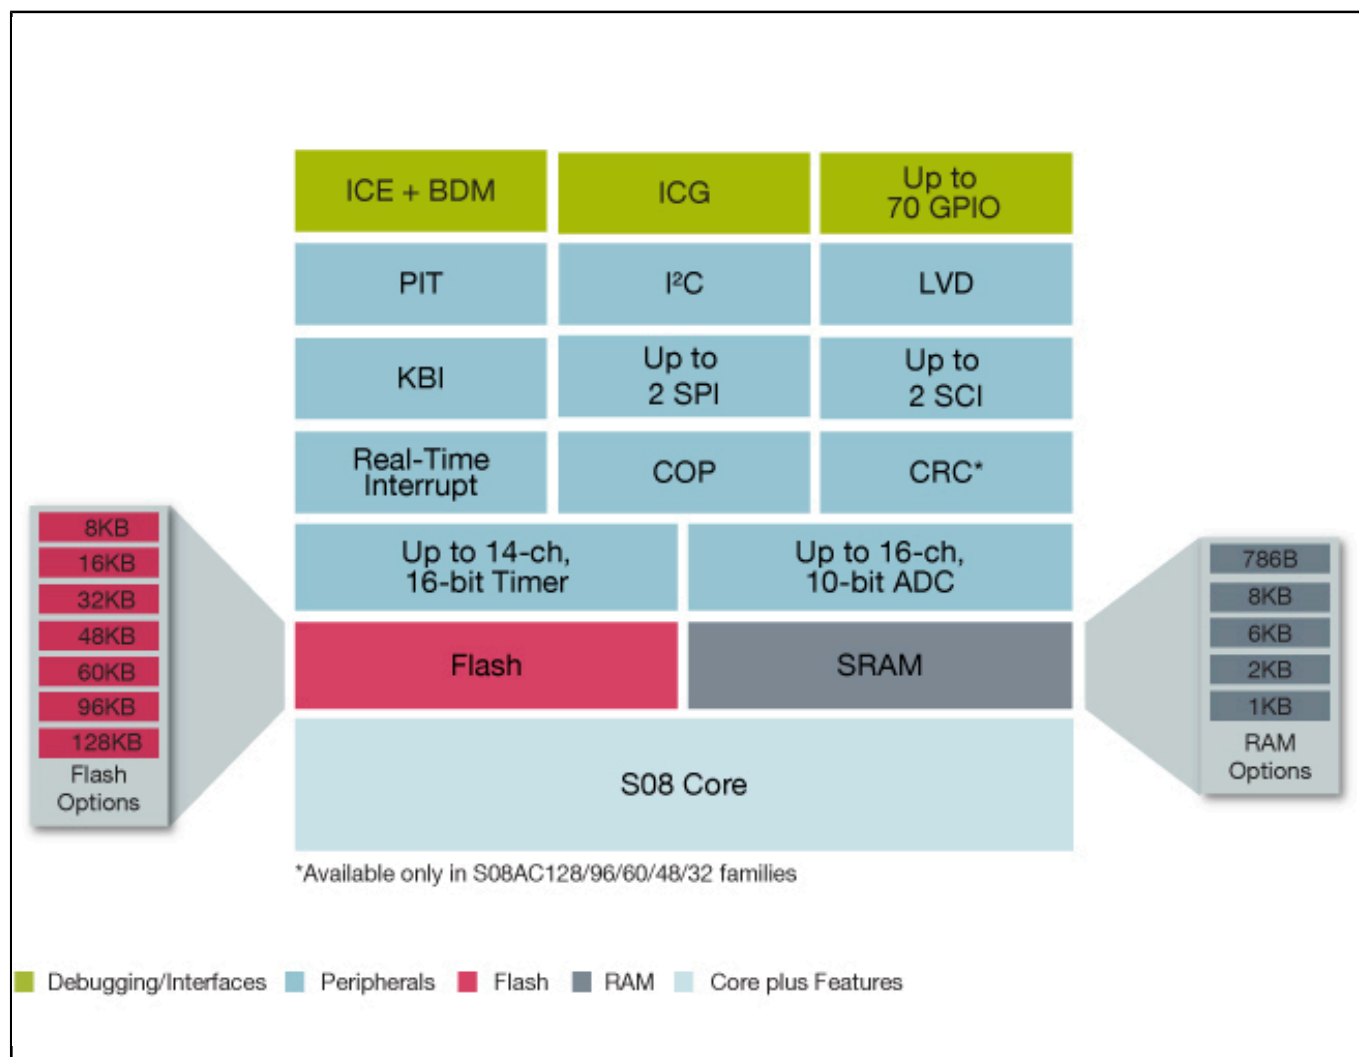 ICE + BDM
ICG
Up to
70 GPIO
PIT
I²C
LVD
KBI
Up to
2 SPI
Up to
2 SCI
Real-Time
Interrupt
COP
CRC*
8KB
16KB
32KB
48KB
60KB
96KB
128KB
Flash
Options
Up to 14-ch,
16-bit Timer
Up to 16-ch,
10-bit ADC
Flash
SRAM
786B
8KB
6KB
2KB
1KB
RAM
Options
S08 Core
*Available only in S08AC128/96/60/48/32 families
Debugging/Interfaces
Peripherals
Flash
RAM
Core plus Features